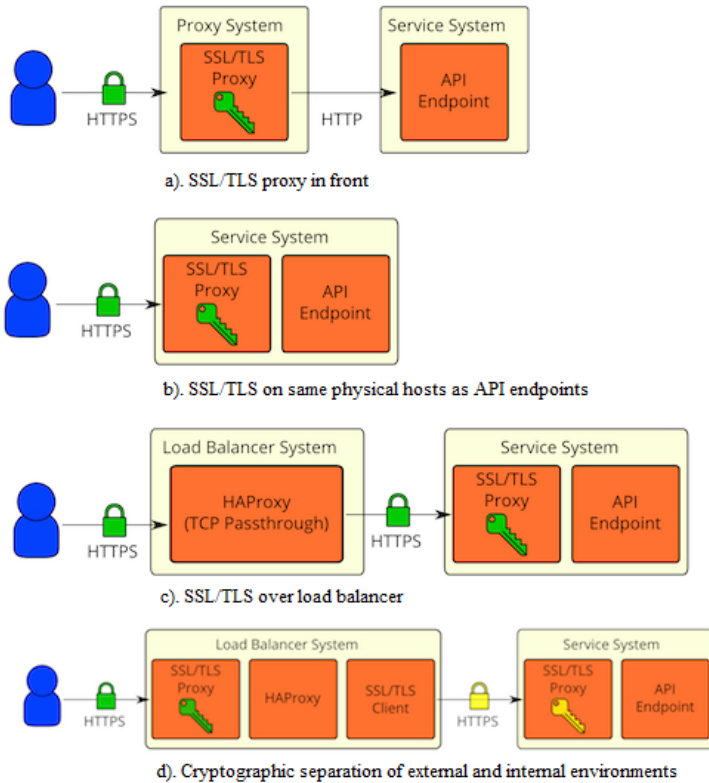 Proxy System
Service System
SSL/TLS
Proxy
API
Endpoint
HTTPS
HTTP
a). SSL/TLS proxy in front
Service System
SSL/TLS
Proxy
API
Endpoint
HTTPS
b). SSL/TLS on same physical hosts as API endpoints
Load Balancer System
Service System
HAProxy
(TCP Passthrough)
SSL/TLS
Proxy
API
Endpoint
HTTPS
HTTPS
c). SSL/TLS over load balancer
Load Balancer System
Service System
SSL/TLS
Proxy
HAProxy
SSL/TLS
Client
SSL/TLS
Proxy
API
Endpoint
HTTPS
HTTPS
d). Cryptographic separation of external and internal environments